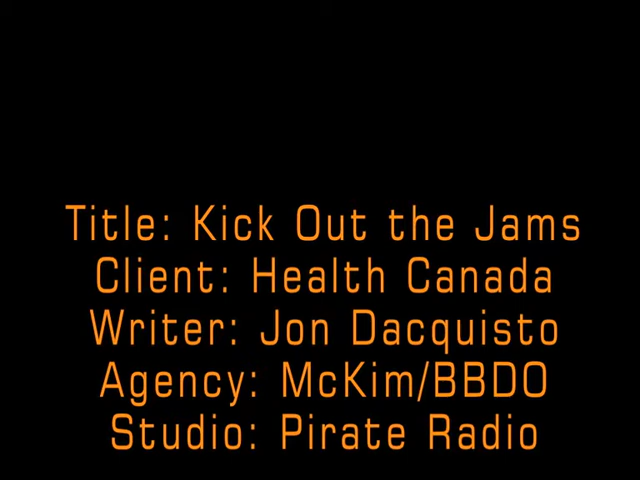 Title: Kick Out the Jams
Client: Health Canada
Writer: Jon Dacquisto
Agency: McKim/BBDO
Studio: Pirate Radio